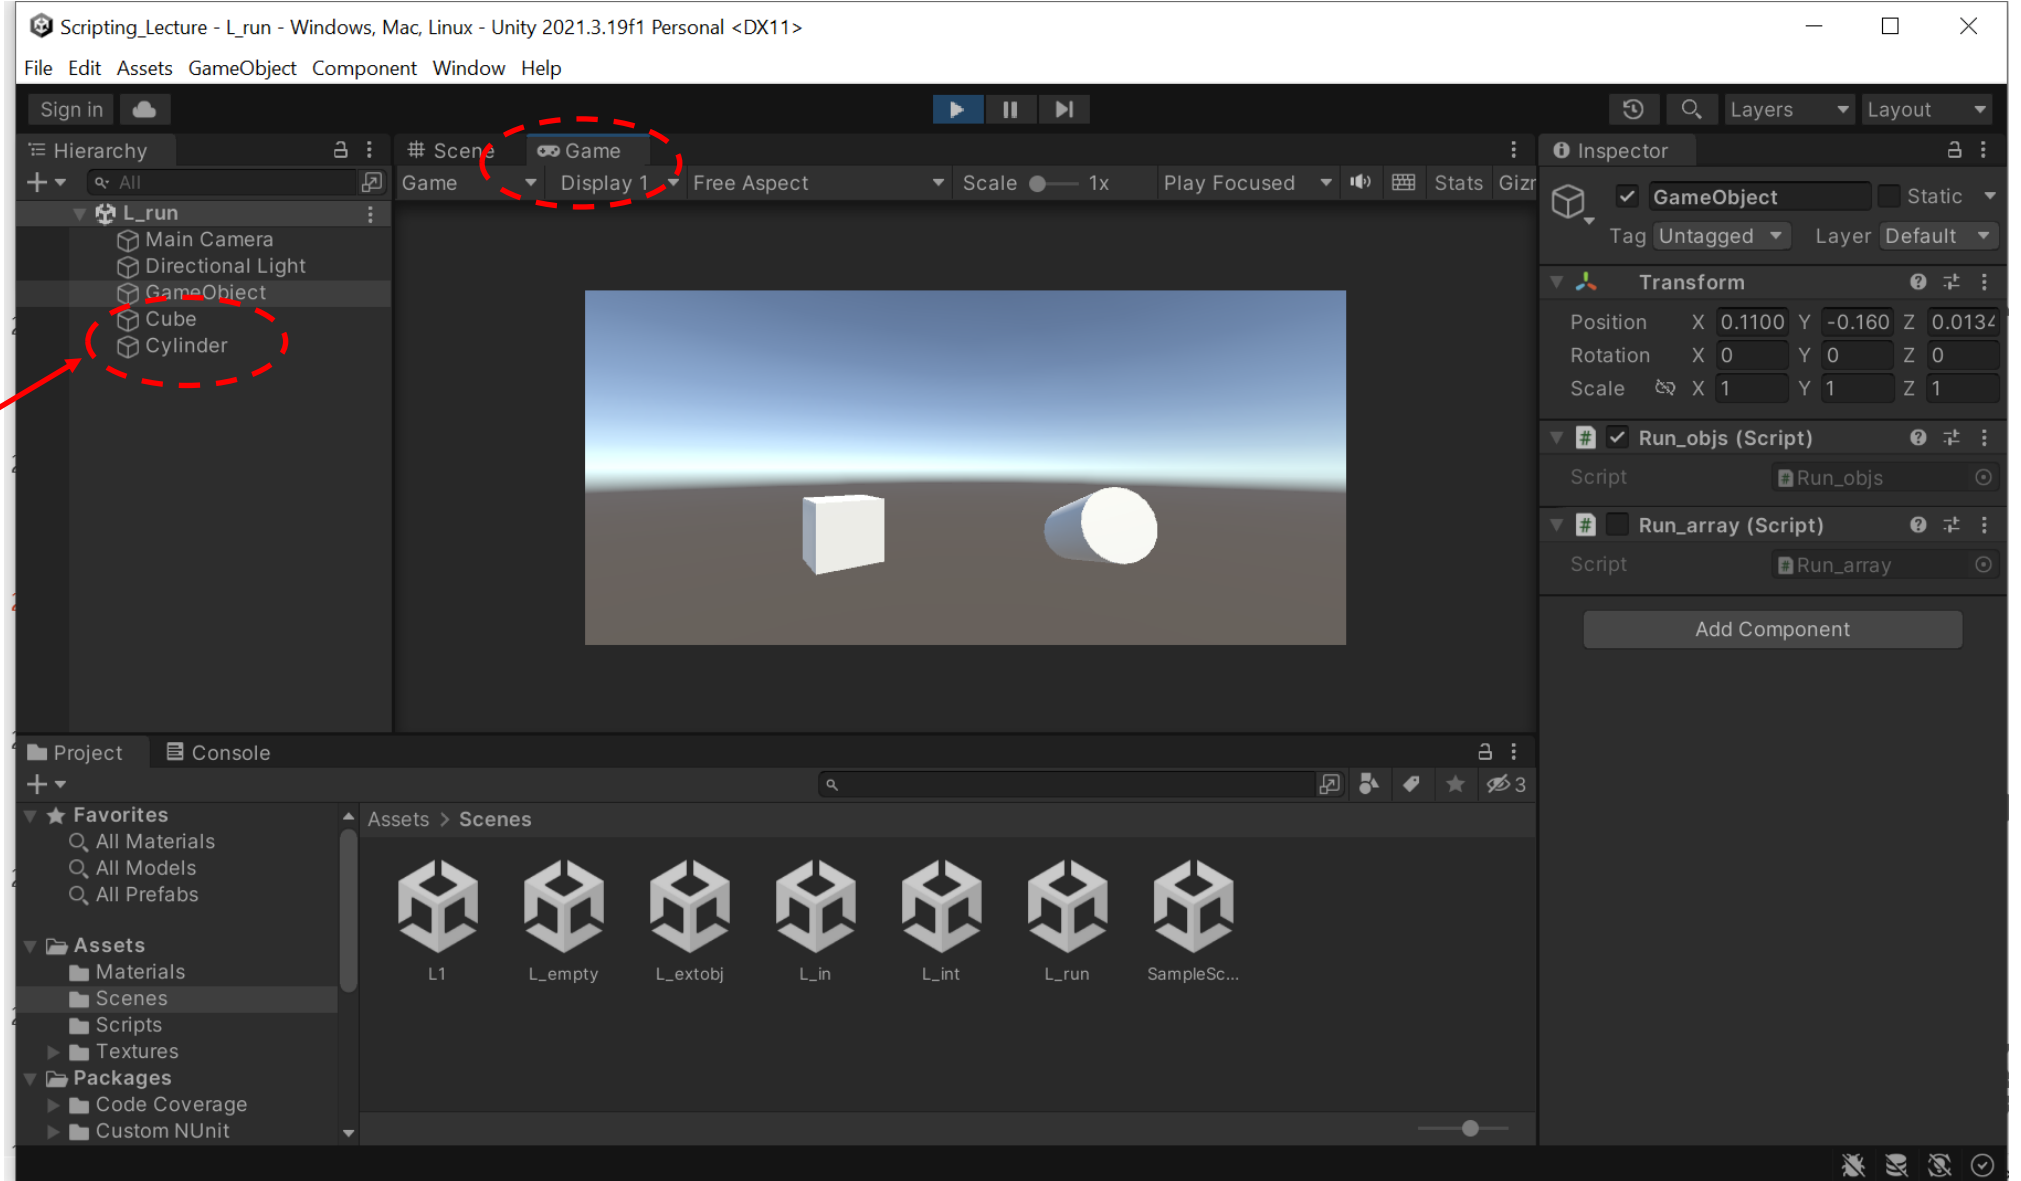 Scripting_Lecture - L_run - Windows, Mac, Linux - Unity 2021.3.19f1 Personal <DX11>
File Edit Assets GameObject Component Window Help
Sign in
Layers Layout
Hierarchy
All
L_run
Main Camera
Directional Light
GameObject
Cube
Cylinder
# Scene Game
Game Display 1 Free Aspect Scale 1x Play Focused Stats Gizr
Inspector
GameObject Static
Tag Untagged Layer Default
Transform
Position X 0.1100 Y -0.160 Z 0.0134
Rotation X 0 Y 0 Z 0
Scale X 1 Y 1 Z 1
# Run_objs (Script)
Script # Run_objs
# Run_array (Script)
Script # Run_array
Add Component
Project Console
3
Favorites
All Materials
All Models
All Prefabs
Assets
Materials
Scenes
Scripts
Textures
Packages
Code Coverage
Custom NUnit
Assets > Scenes
L1 L_empty L_extobj L_in L_int L_run SampleSc...